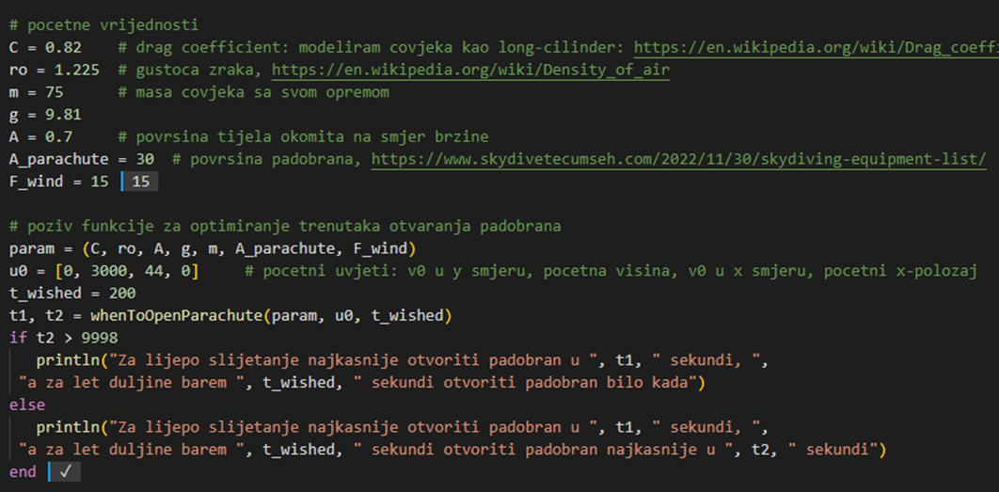 # pocetne vrijednosti
C = 0.82    # drag coefficient: modeliram covjeka kao long-cilinder: https://en.wikipedia.org/wiki/Drag_coeffi
ro = 1.225  # gustoca zraka, https://en.wikipedia.org/wiki/Density_of_air
m = 75      # masa covjeka sa svom opremom
g = 9.81
A = 0.7     # povrsina tijela okomita na smjer brzine
A_parachute = 30  # povrsina padobrana, https://www.skydivetecumseh.com/2022/11/30/skydiving-equipment-list/
F_wind = 15 15
# poziv funkcije za optimiranje trenutaka otvaranja padobrana
param = (C, ro, A, g, m, A_parachute, F_wind)
u0 = [0, 3000, 44, 0]     # pocetni uvjeti: v0 u y smjeru, pocetna visina, v0 u x smjeru, pocetni x-polozaj
t_wished = 200
t1, t2 = whenToOpenParachute(param, u0, t_wished)
if t2 > 9998
   println("Za lijepo slijetanje najkasnije otvoriti padobran u ", t1, " sekundi, ",
 "a za let duljine barem ", t_wished, " sekundi otvoriti padobran bilo kada")
else
   println("Za lijepo slijetanje najkasnije otvoriti padobran u ", t1, " sekundi, ",
 "a za let duljine barem ", t_wished, " sekundi otvoriti padobran najkasnije u ", t2, " sekundi")
end ✓